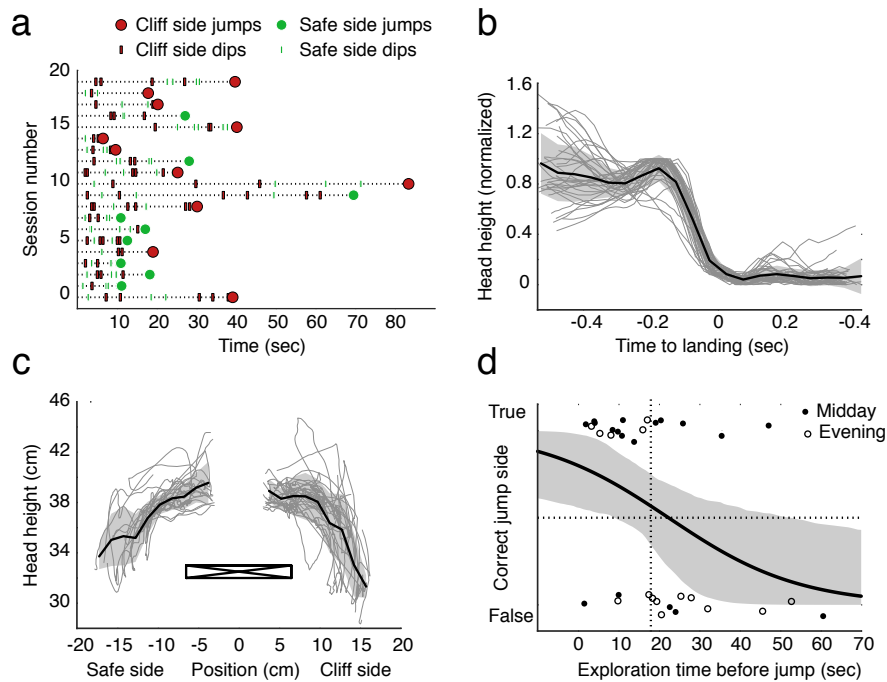 a
Cliff side jumps
Safe side jumps
Cliff side dips
Safe side dips
20
15
10
5
0
Session number
10 20 30 40 50 60 70 80
Time (sec)
b
1.6
1.2
0.8
0.4
0
Head height (normalized)
-0.4 -0.2 0 0.2 -0.4
Time to landing (sec)
c
46
42
38
34
30
Head height (cm)
-20 -15 -10 -5 0 5 10 15 20
Safe side Position (cm) Cliff side
d
True
False
Correct jump side
Midday
Evening
0 10 20 30 40 50 60 70
Exploration time before jump (sec)